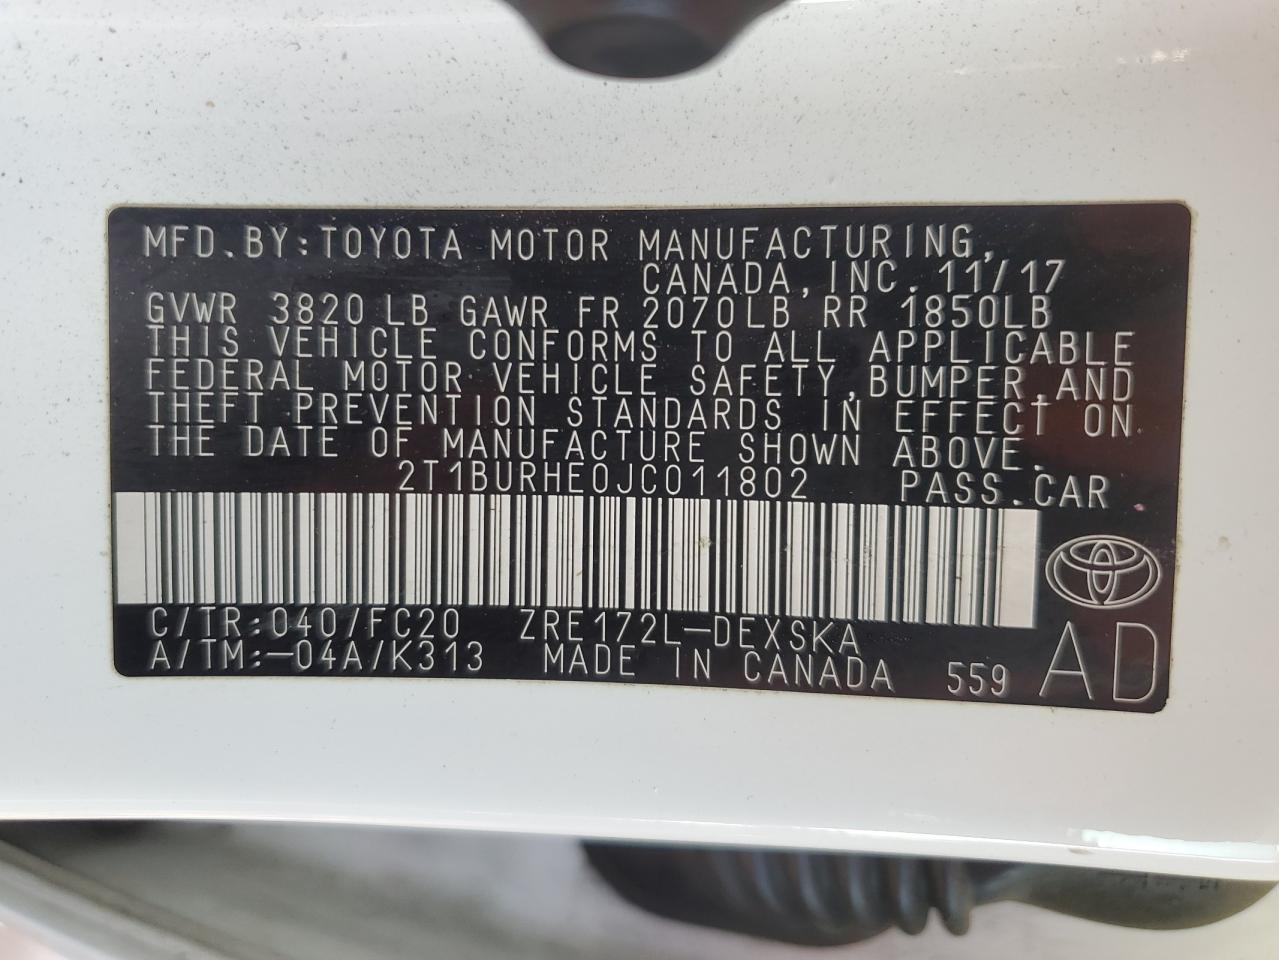 MFD.BY:TOYOTA MOTOR MANUFACTURING,
CANADA,INC. 11/17
GVWR 3820 LB GAWR FR 2070LB RR 1850LB
THIS VEHICLE CONFORMS TO ALL APPLICABLE
FEDERAL MOTOR VEHICLE SAFETY,BUMPER,AND
THEFT PREVENTION STANDARDS IN EFFECT ON
THE DATE OF MANUFACTURE SHOWN ABOVE.
2T1BURHE0JC011802 PASS.CAR
C/TR:040/FC20 ZRE172L-DEXSKA
A/TM:-04A/K313 MADE IN CANADA 559 AD